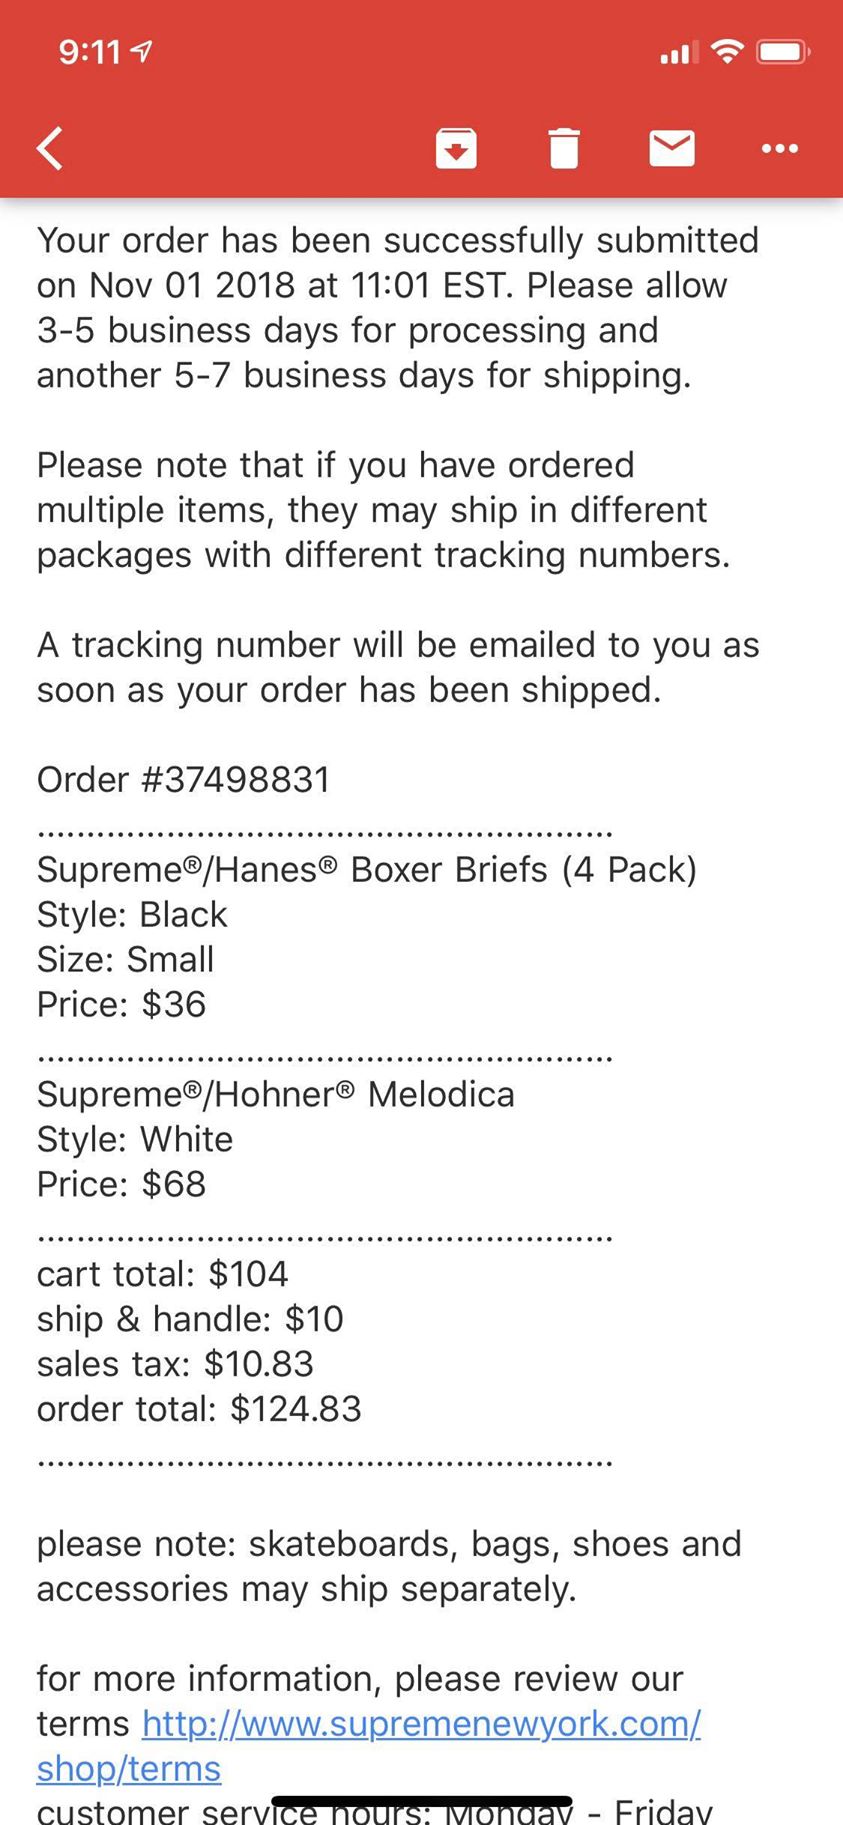 9:11
Your order has been successfully submitted
on Nov 01 2018 at 11:01 EST. Please allow
3-5 business days for processing and
another 5-7 business days for shipping.
Please note that if you have ordered
multiple items, they may ship in different
packages with different tracking numbers.
A tracking number will be emailed to you as
soon as your order has been shipped.
Order #37498831
..........................................................
Supreme®/Hanes® Boxer Briefs (4 Pack)
Style: Black
Size: Small
Price: $36
..........................................................
Supreme®/Hohner® Melodica
Style: White
Price: $68
..........................................................
cart total: $104
ship & handle: $10
sales tax: $10.83
order total: $124.83
..........................................................
please note: skateboards, bags, shoes and
accessories may ship separately.
for more information, please review our
terms http://www.supremenewyork.com/
shop/terms
customer service hours: Monday - Friday